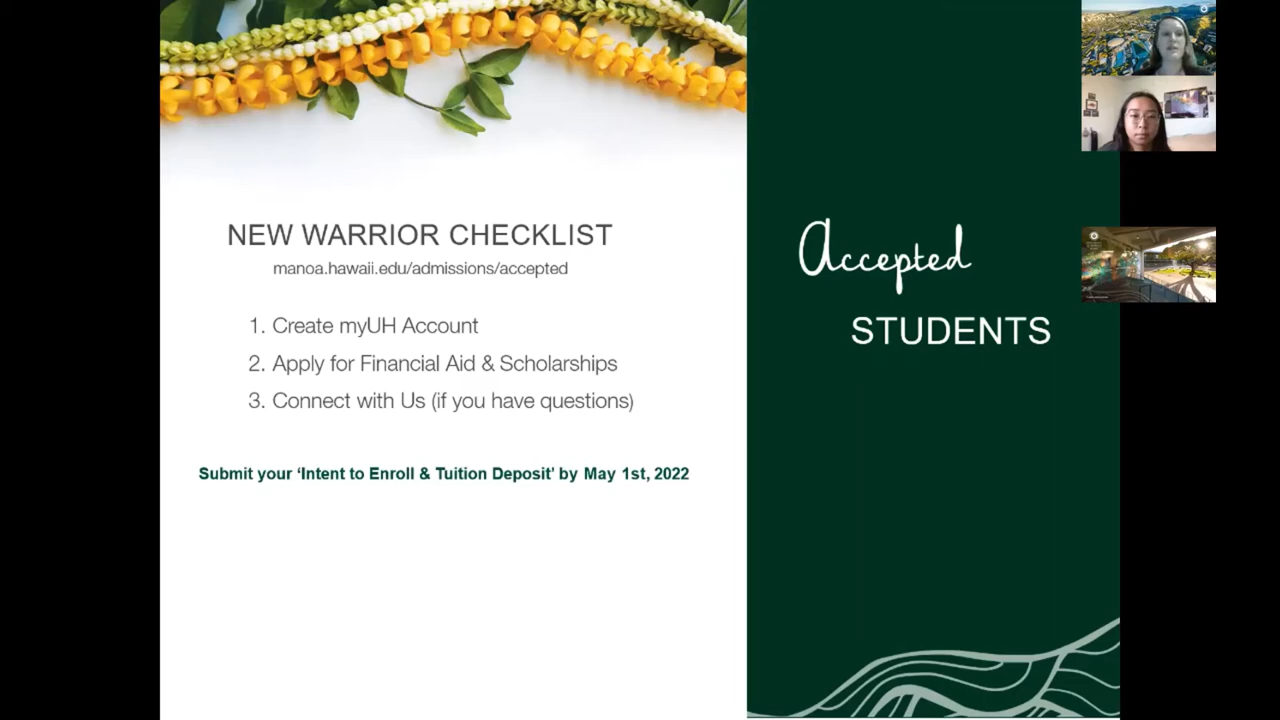 NEW WARRIOR CHECKLIST
manoa.hawaii.edu/admissions/accepted
1. Create myUH Account
2. Apply for Financial Aid & Scholarships
3. Connect with Us (if you have questions)
Submit your ‘Intent to Enroll & Tuition Deposit’ by May 1st, 2022
Accepted
STUDENTS